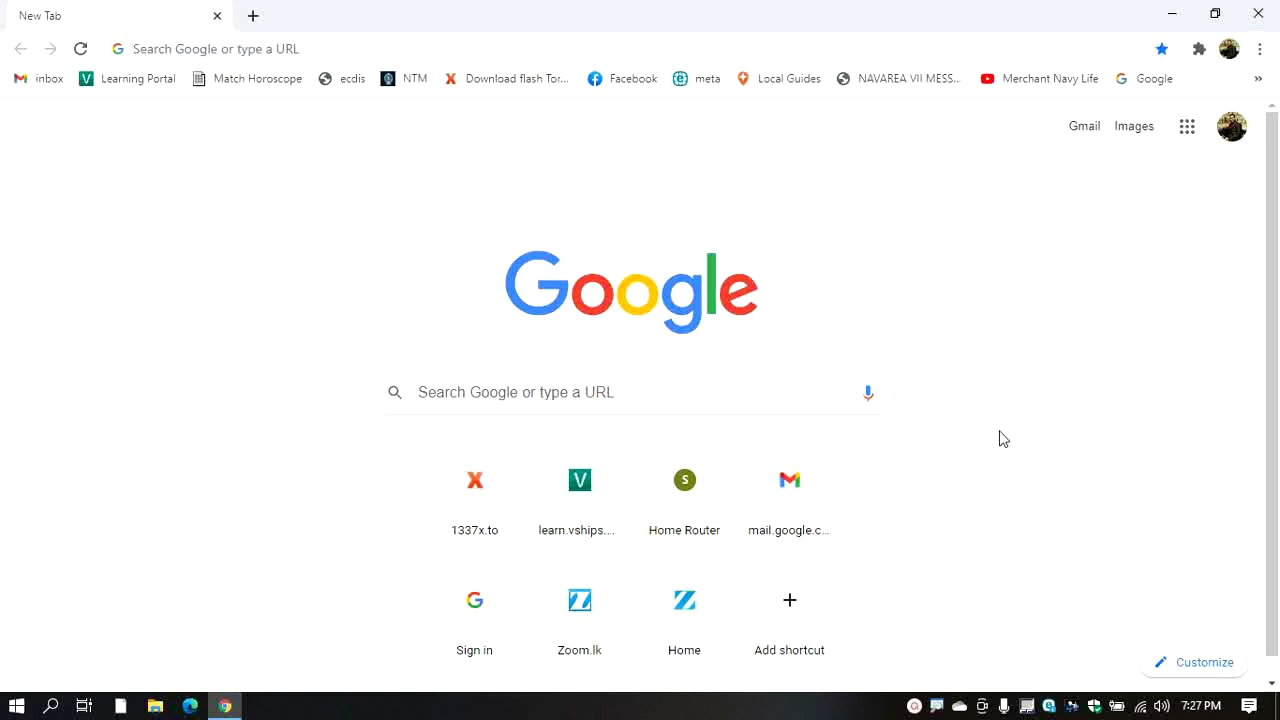 New Tab
Search Google or type a URL
inbox Learning Portal Match Horoscope ecdis NTM Download flash Tor... Facebook meta Local Guides NAVAREA VII MESS... Merchant Navy Life Google
Gmail Images
Google
Search Google or type a URL
1337x.to learn.vships.... Home Router mail.google.c...
Sign in Zoom.lk Home Add shortcut
Customize
7:27 PM